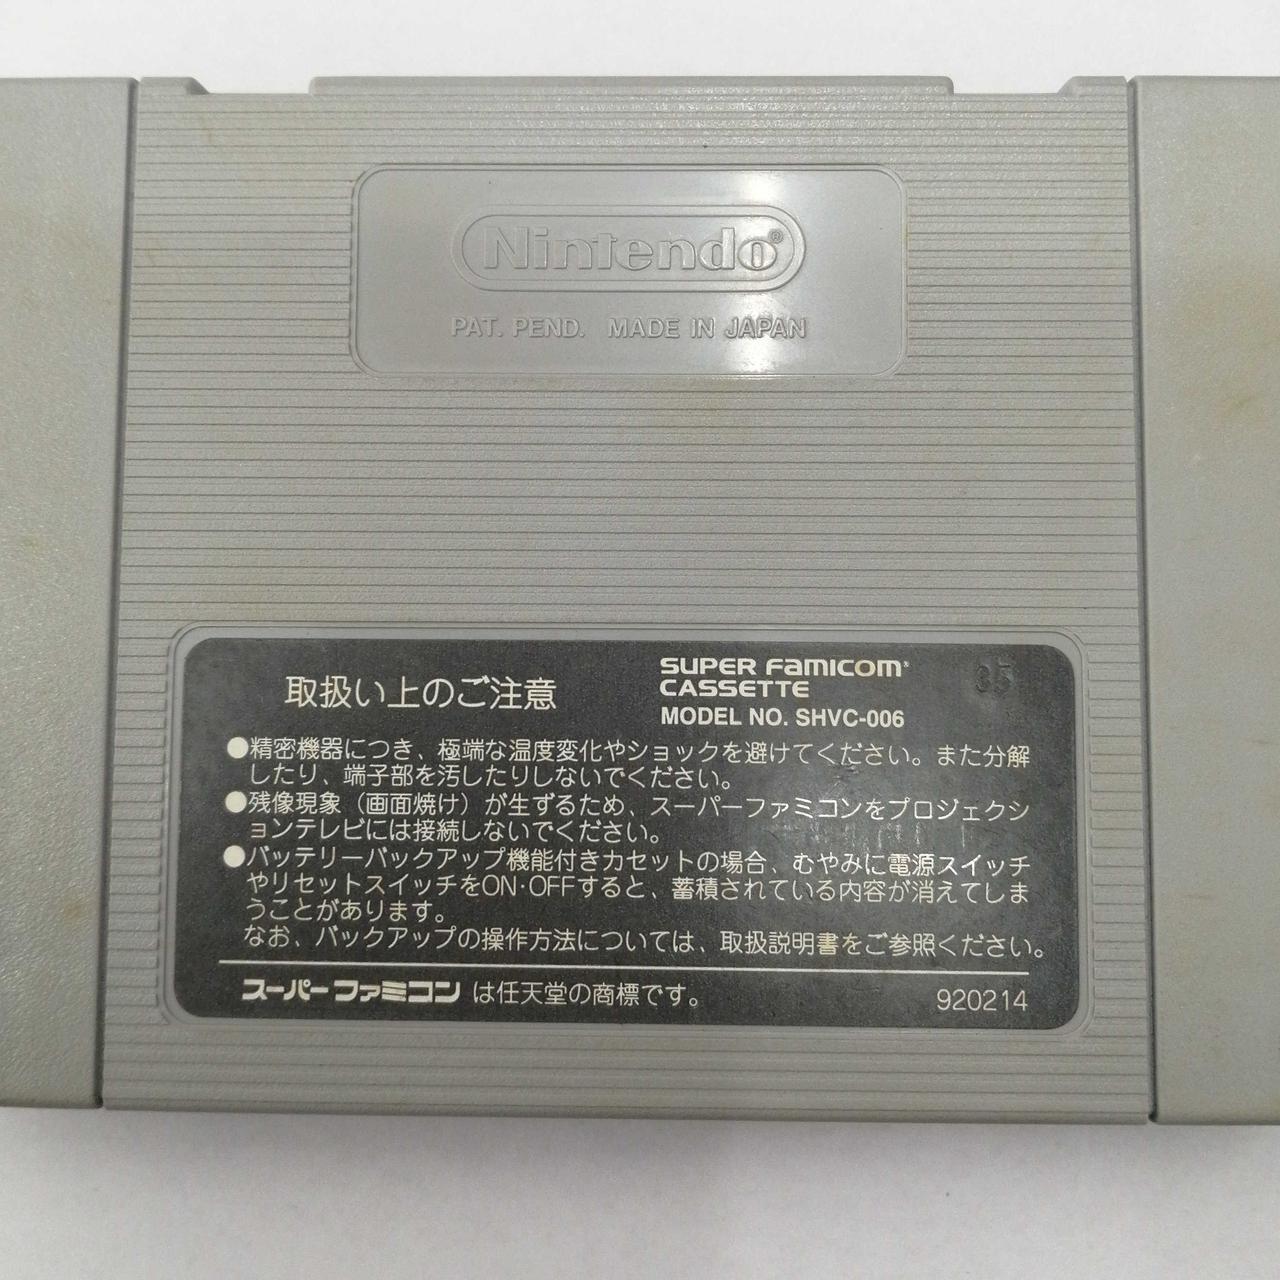 Nintendo®
PAT. PEND. MADE IN JAPAN
取扱い上のご注意
SUPER FAMICOM®
CASSETTE
MODEL NO. SHVC-006
35
●精密機器につき、極端な温度変化やショックを避けてください。また分解
したり、端子部を汚したりしないでください。
●残像現象（画面焼け）が生ずるため、スーパーファミコンをプロジェクシ
ョンテレビには接続しないでください。
●バッテリーバックアップ機能付きカセットの場合、むやみに電源スイッチ
やリセットスイッチをON·OFFすると、蓄積されている内容が消えてしま
うことがあります。
なお、バックアップの操作方法については、取扱説明書をご参照ください。
スーパーファミコン は任天堂の商標です。
920214